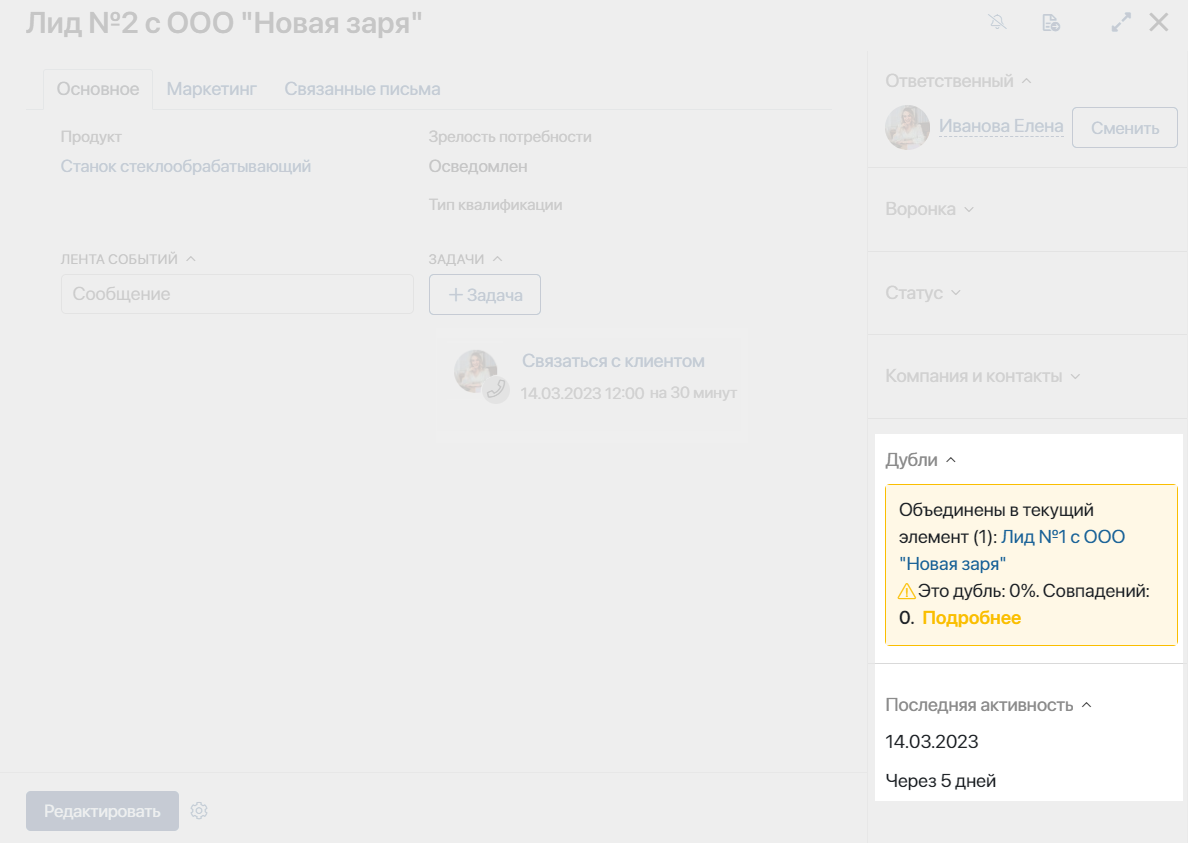 Лид №2 с ООО "Новая заря"
Основное
Маркетинг
Связанные письма
Продукт
Станок стеклообрабатывающий
Зрелость потребности
Осведомлен
Тип квалификации
ЛЕНТА СОБЫТИЙ
Сообщение
ЗАДАЧИ
+ Задача
Связаться с клиентом
14.03.2023 12:00 на 30 минут
Редактировать
Ответственный
Иванова Елена
Сменить
Воронка
Статус
Компания и контакты
Дубли
Объединены в текущий
элемент (1): Лид №1 с ООО
"Новая заря"
Это дубль: 0%. Совпадений:
0. Подробнее
Последняя активность
14.03.2023
Через 5 дней